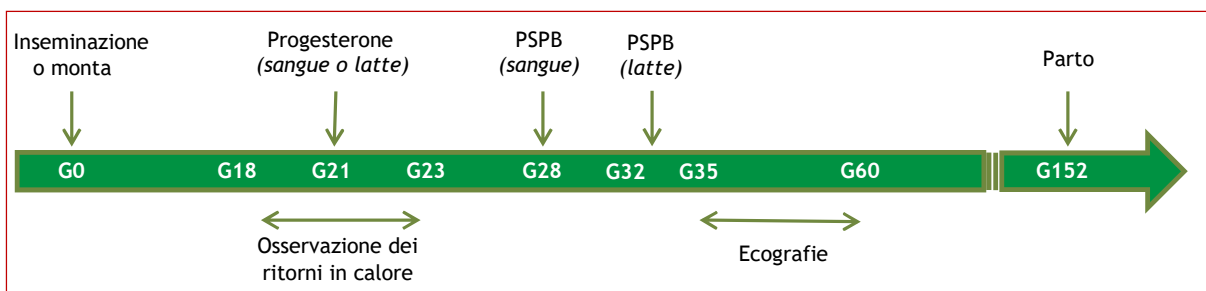 Inseminazione
o monta
Progesterone
(sangue o latte)
PSPB
(sangue)
PSPB
(latte)
Parto
G0 G18 G21 G23 G28 G32 G35 G60 G152
Osservazione dei
ritorni in calore
Ecografie